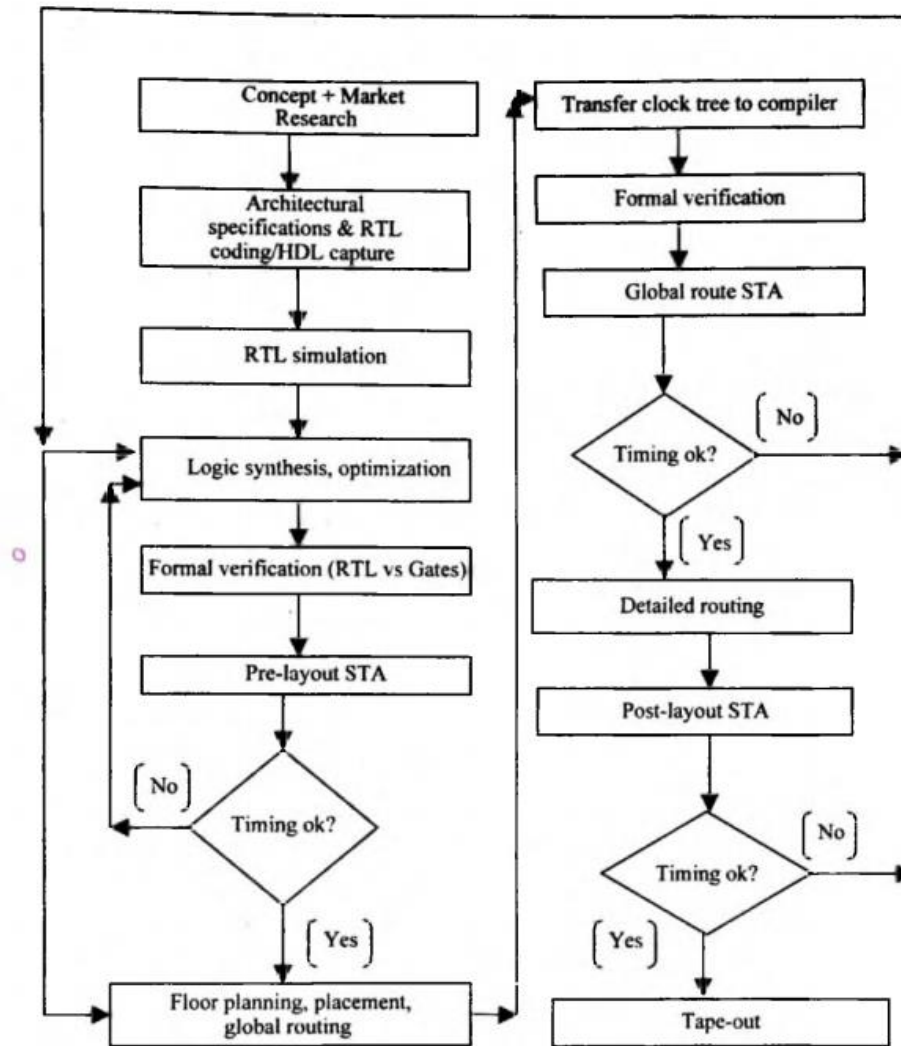 Concept + Market
Research
Architectural
specifications & RTL
coding/HDL capture
RTL simulation
Logic synthesis, optimization
Formal verification (RTL vs Gates)
Pre-layout STA
[No]
Timing ok?
[Yes]
Floor planning, placement,
global routing
Transfer clock tree to compiler
Formal verification
Global route STA
[No]
Timing ok?
[Yes]
Detailed routing
Post-layout STA
[No]
Timing ok?
[Yes]
Tape-out